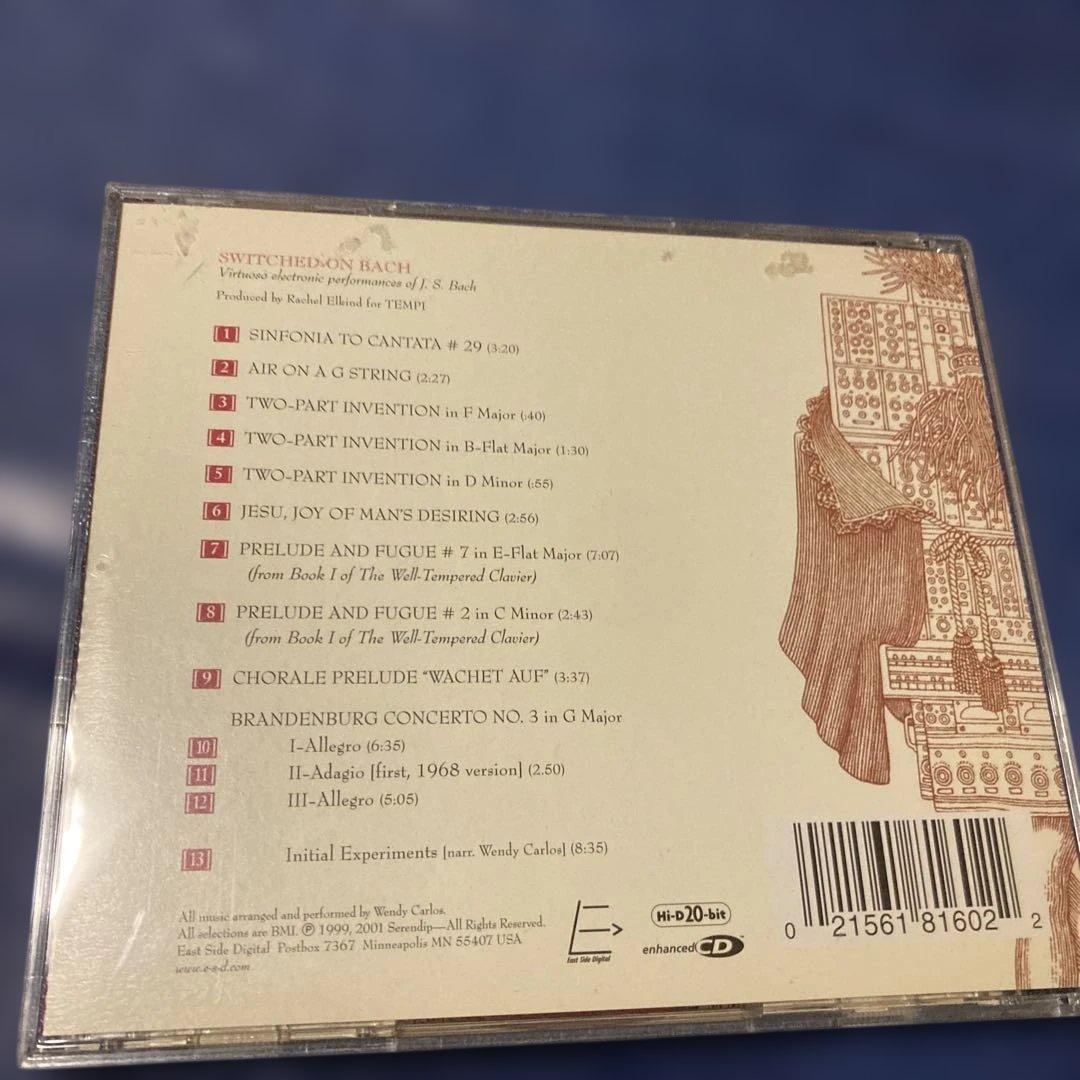 SWITCHED-ON BACH
Virtuoso electronic performances of J. S. Bach
Produced by Rachel Elkind for TEMPI
[1] SINFONIA TO CANTATA # 29 (3:20)
[2] AIR ON A G STRING (2:27)
[3] TWO-PART INVENTION in F Major (:40)
[4] TWO-PART INVENTION in B-Flat Major (1:30)
[5] TWO-PART INVENTION in D Minor (:55)
[6] JESU, JOY OF MAN'S DESIRING (2:56)
[7] PRELUDE AND FUGUE # 7 in E-Flat Major (7:07)
(from Book I of The Well-Tempered Clavier)
[8] PRELUDE AND FUGUE # 2 in C Minor (2:43)
(from Book I of The Well-Tempered Clavier)
[9] CHORALE PRELUDE "WACHET AUF" (3:37)
BRANDENBURG CONCERTO NO. 3 in G Major
[10] I-Allegro (6:35)
[11] II-Adagio [first, 1968 version] (2.50)
[12] III-Allegro (5:05)
[13] Initial Experiments [narr. Wendy Carlos] (8:35)
All music arranged and performed by Wendy Carlos.
All selections are BMI. ℗ 1999, 2001 Serendip—All Rights Reserved.
East Side Digital Postbox 7367 Minneapolis MN 55407 USA
www.e-s-d.com
East Side Digital
Hi-D 20-bit
enhanced CD
0 21561 81602 2